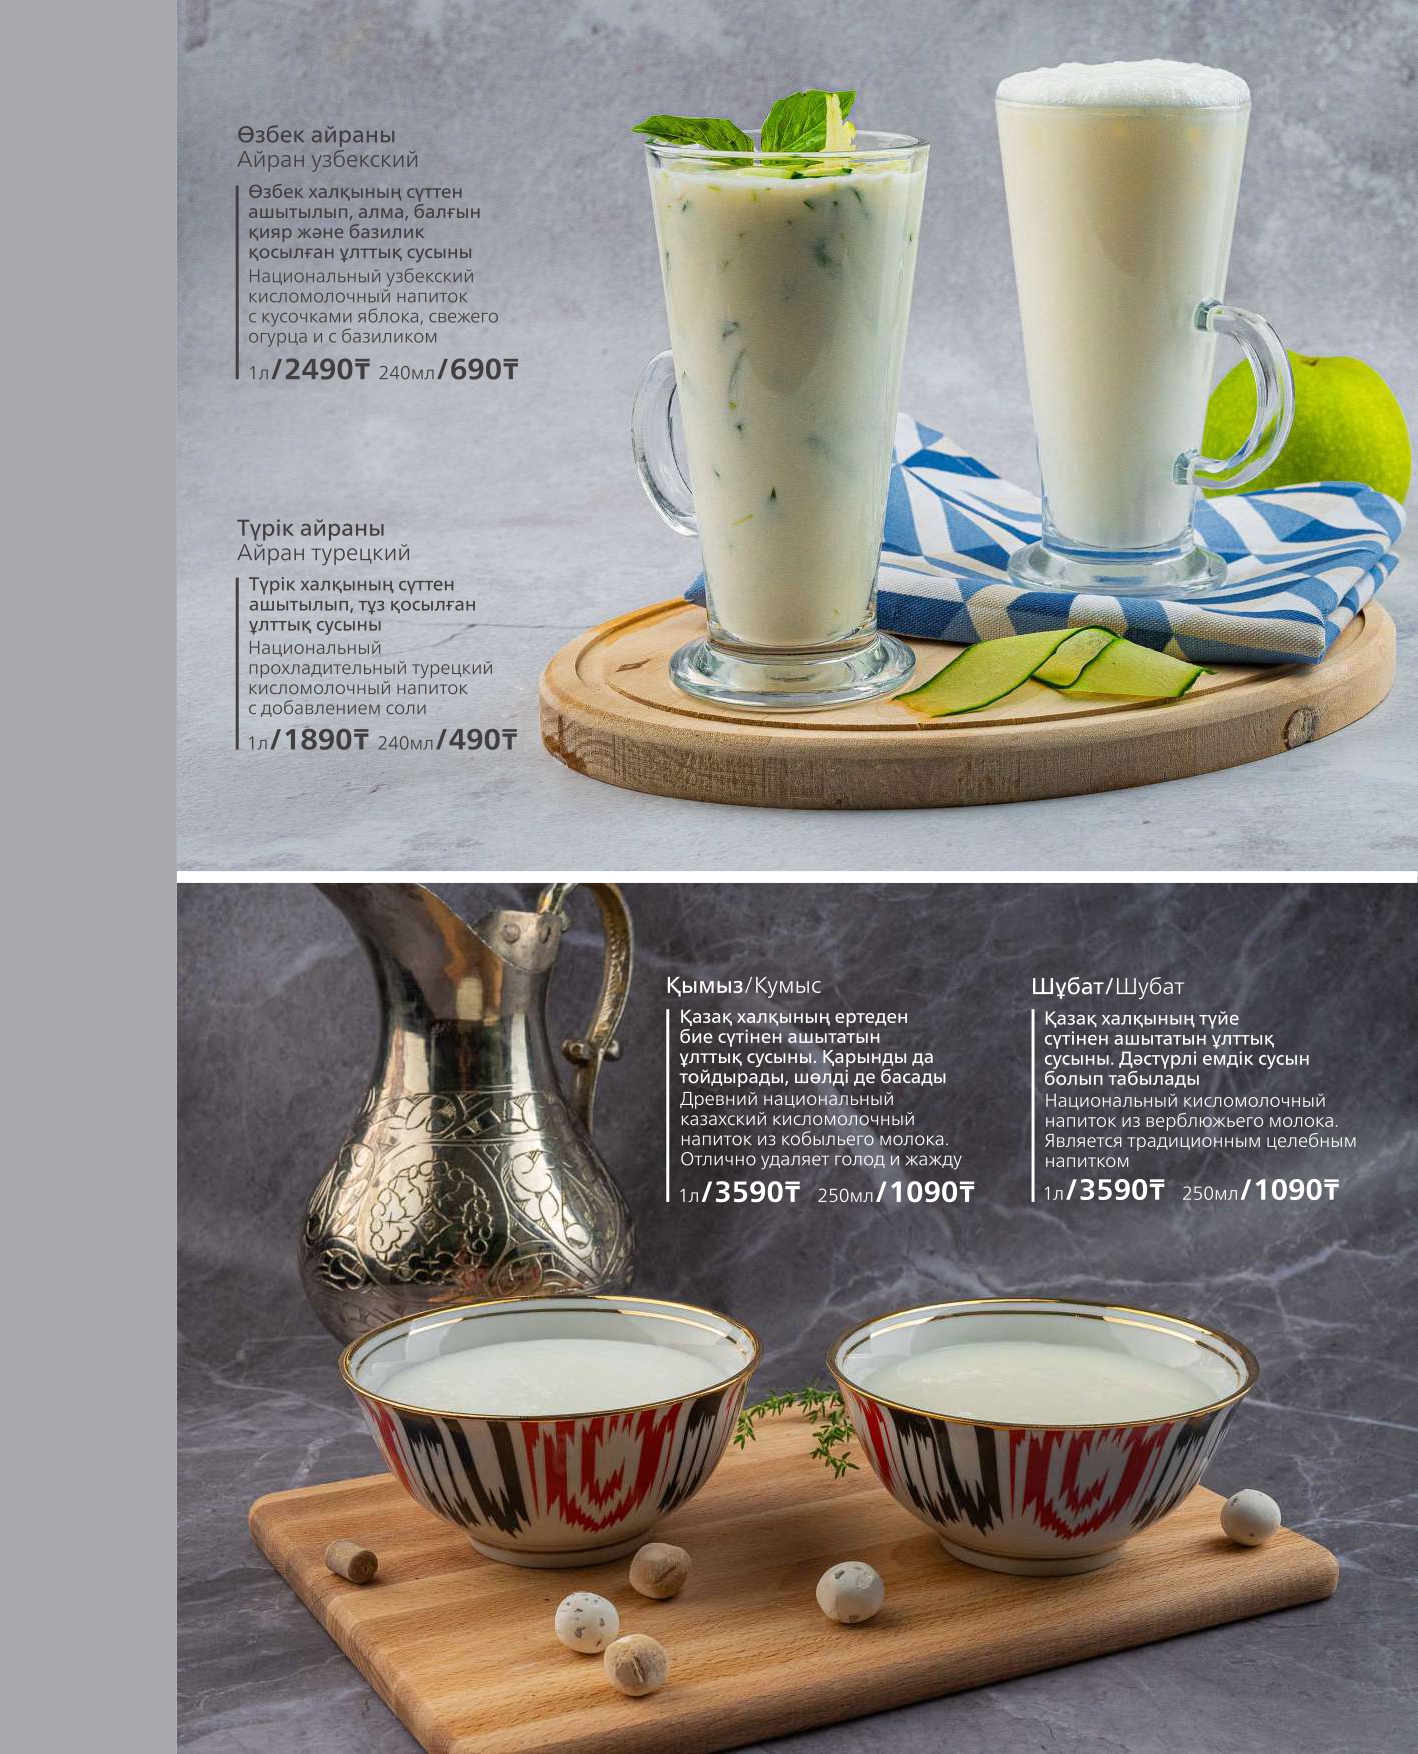 Өзбек айраны
Айран узбекский
Өзбек халқының сүттен
ашытылып, алма, балғын
қияр және базилик
қосылған ұлттық сусыны
Национальный узбекский
кисломолочный напиток
с кусочками яблока, свежего
огурца и с базиликом
1л/2490₸ 240мл/690₸
Түрік айраны
Айран турецкий
Түрік халқының сүттен
ашытылып, тұз қосылған
ұлттық сусыны
Национальный
прохладительный турецкий
кисломолочный напиток
с добавлением соли
1л/1890₸ 240мл/490₸
Қымыз/Кумыс
Қазақ халқының ертеден
бие сүтінен ашытатын
ұлттық сусыны. Қарынды да
тойдырады, шөлді де басады
Древний национальный
казахский кисломолочный
напиток из кобыльего молока.
Отлично удаляет голод и жажду
1л/3590₸ 250мл/1090₸
Шұбат/Шубат
Қазақ халқының түйе
сүтінен ашытатын ұлттық
сусыны. Дәстүрлі емдік сусын
болып табылады
Национальный кисломолочный
напиток из верблюжьего молока.
Является традиционным целебным
напитком
1л/3590₸ 250мл/1090₸